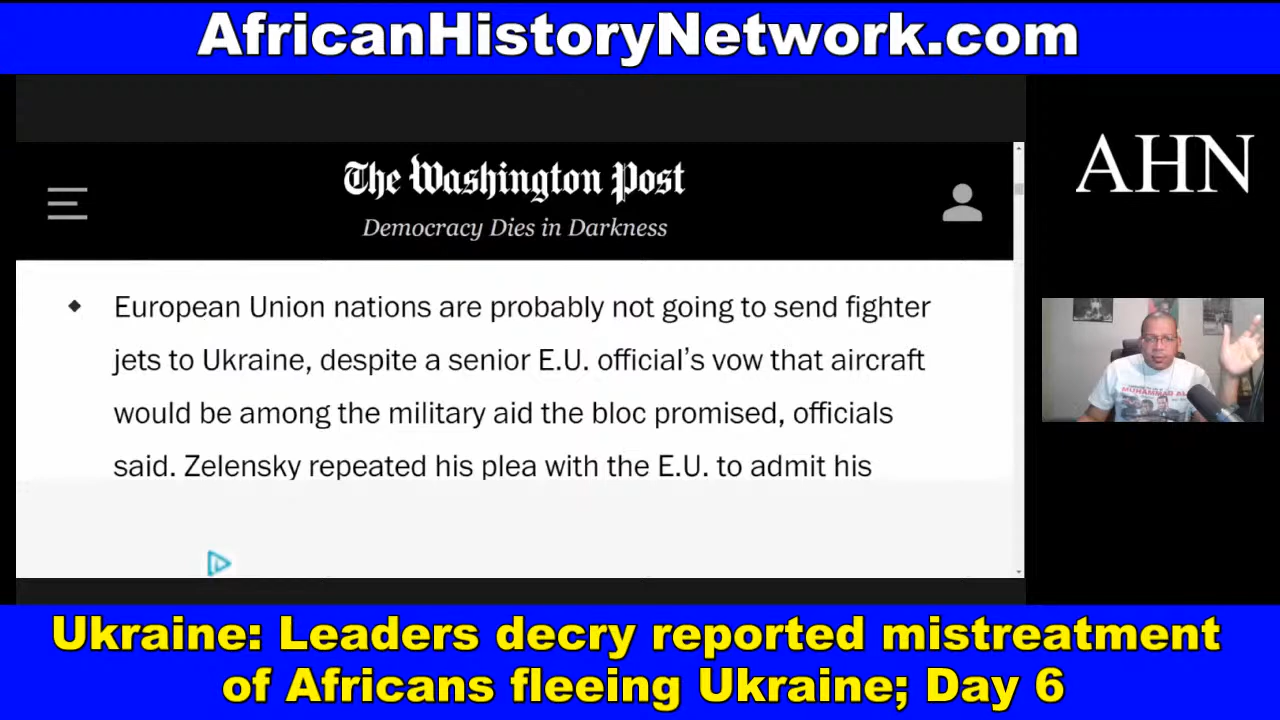 AfricanHistoryNetwork.com
The Washington Post
Democracy Dies in Darkness
AHN
European Union nations are probably not going to send fighter
jets to Ukraine, despite a senior E.U. official's vow that aircraft
would be among the military aid the bloc promised, officials
said. Zelensky repeated his plea with the E.U. to admit his
MUHAMMAD ALI
Ukraine: Leaders decry reported mistreatment
of Africans fleeing Ukraine; Day 6